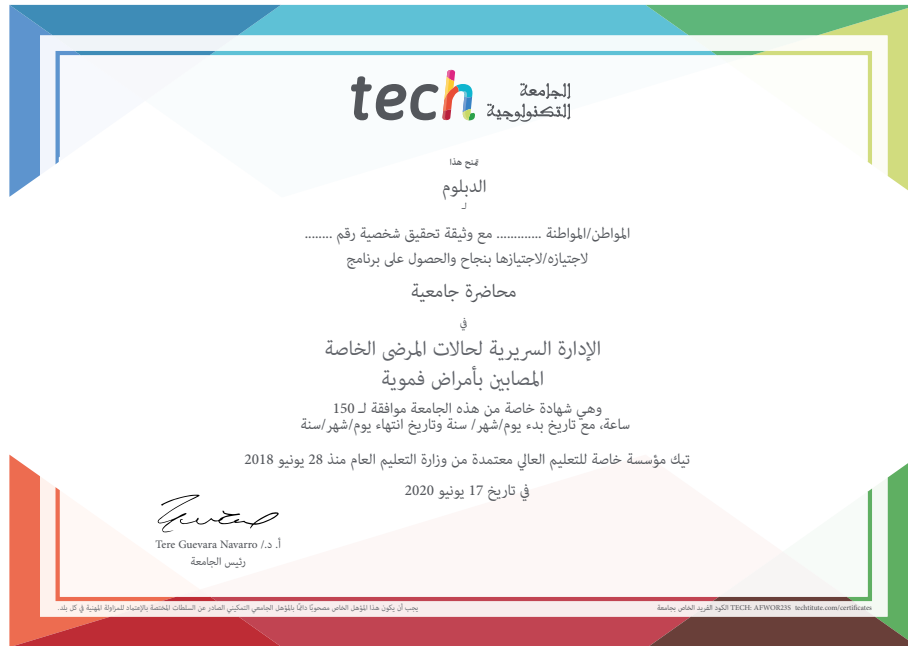 tech الجامعة
التكنولوجية
يمنح هذا
الدبلوم
لـ
المواطن/المواطنة ............. مع وثيقة تحقيق شخصية رقم ........
لاجتيازه/لاجتيازها بنجاح والحصول على برنامج
محاضرة جامعية
في
الإدارة السريرية لحالات المرضى الخاصة
المصابين بأمراض فموية
وهي شهادة خاصة من هذه الجامعة موافقة لـ 150
ساعة، مع تاريخ بدء يوم/شهر/ سنة وتاريخ انتهاء يوم/شهر/سنة
تيك مؤسسة خاصة للتعليم العالي معتمدة من وزارة التعليم العام منذ 28 يونيو 2018
في تاريخ 17 يونيو 2020
أ. د./ Tere Guevara Navarro
رئيس الجامعة
يجب أن يكون هذا المؤهل الخاص مصحوبًا دائمًا بالمؤهل الجامعي التمكيني الصادر عن السلطات المختصة بالإعتماد للمزاولة المهنية في كل بلد.
الكود الفريد الخاص بجامعة TECH: AFWOR23S techtitute.com/certificates